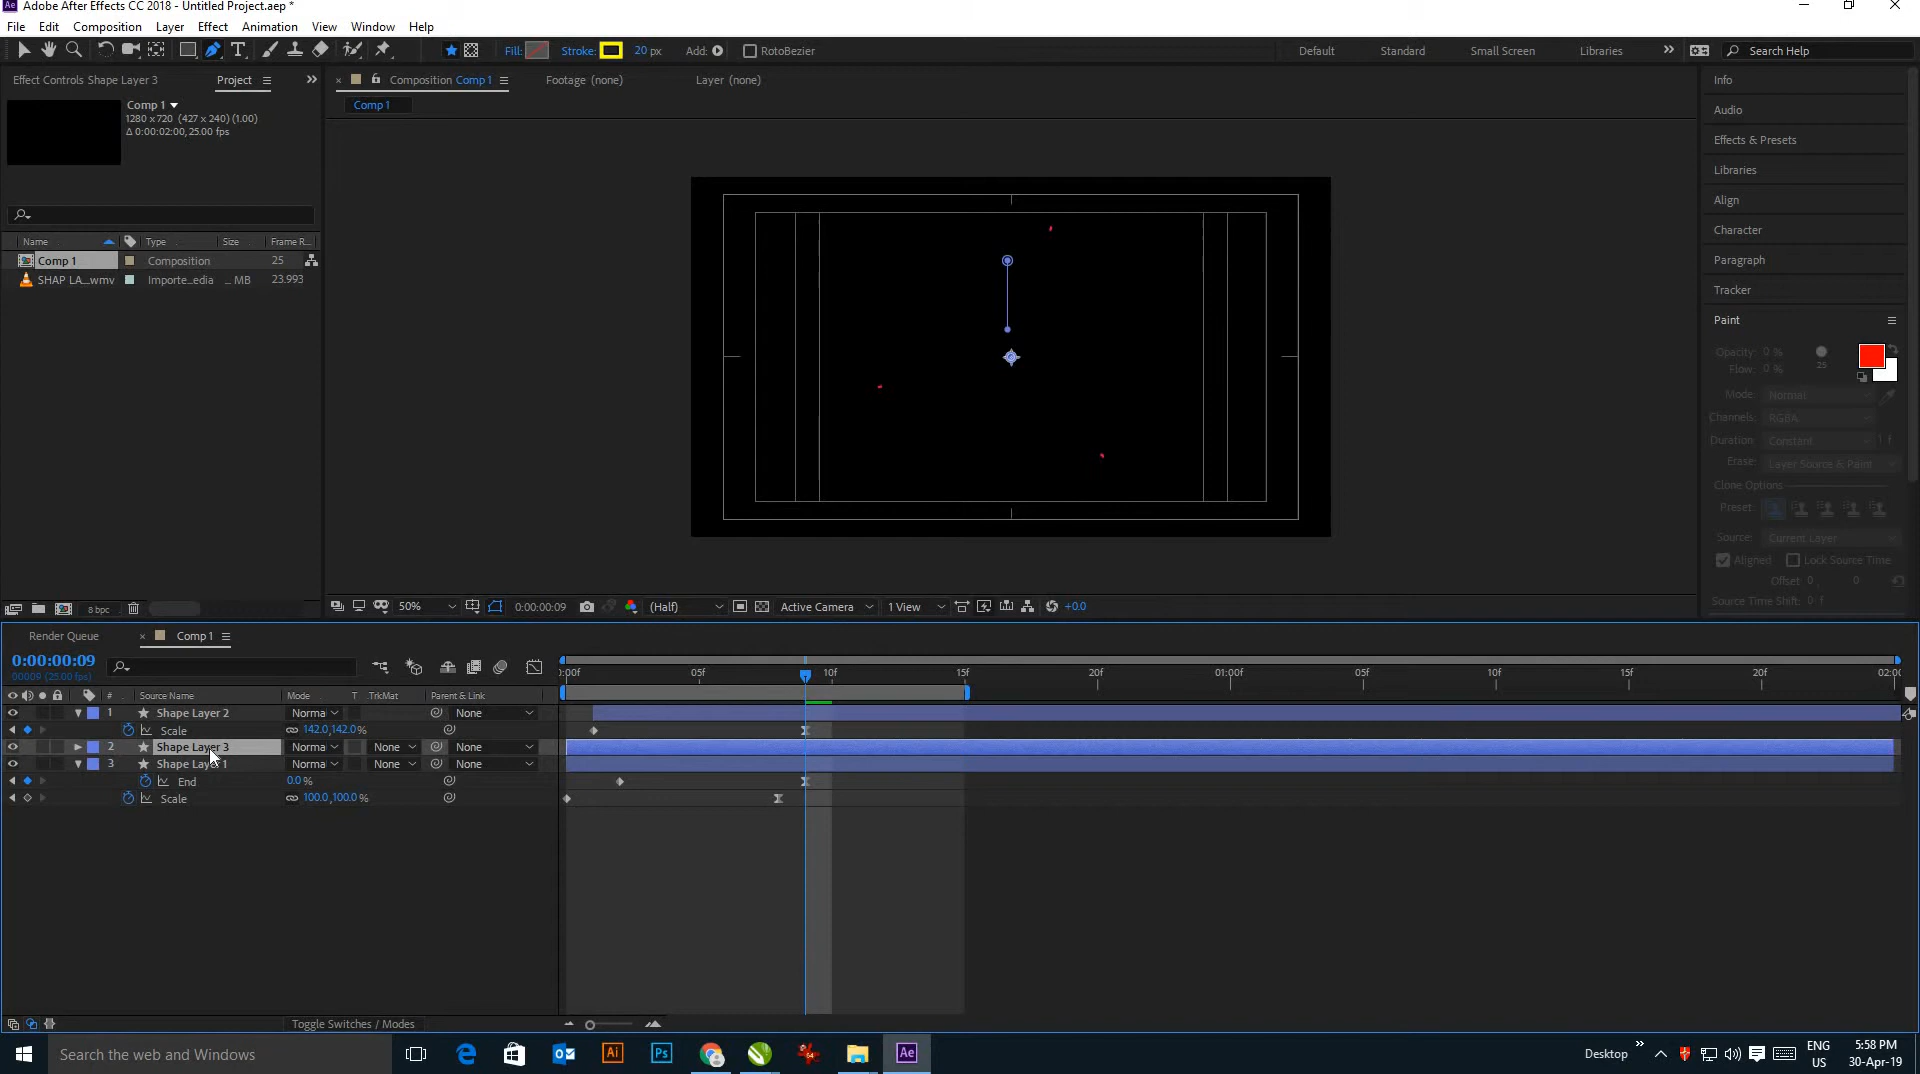 Adobe After Effects CC 2018 - Untitled Project.aep *
File Edit Composition Layer Effect Animation View Window Help
Fill: Stroke: 20 px Add: RotoBezier Default Standard Small Screen Libraries Search Help
Effect Controls Shape Layer 3 Project
Composition Comp 1 Footage (none) Layer (none)
Comp 1
1280 x 720 (427 x 240) (1.00)
Δ 0:00:02:00, 25.00 fps
Comp 1
Name Type Size Frame R...
Comp 1 Composition 25
SHAP LA...wmv Importe...edia ... MB 23.993
8 bpc
50% 0:00:00:09 (Half) Active Camera 1 View +0.0
Info
Audio
Effects & Presets
Libraries
Align
Character
Paragraph
Tracker
Paint
Opacity: 0 %
Flow: 0 %
25
Mode: Normal
Channels: RGBA
Duration: Constant 1 f
Erase: Layer Source & Paint
Clone Options
Preset:
Source: Current Layer
Aligned Lock Source Time
Offset: 0 , 0
Source Time Shift: 0 f
Render Queue Comp 1
0:00:00:09
00009 (25.00 fps)
:00f 05f 10f 15f 20f 01:00f 05f 10f 15f 20f 02:00
# Source Name Mode T .TrkMat Parent & Link
1 Shape Layer 2 Norma None
Scale 142.0,142.0%
2 Shape Layer 3 Norma None None
3 Shape Layer 1 Norma None None
End 0.0 %
Scale 100.0,100.0%
Toggle Switches / Modes
Search the web and Windows
Desktop
ENG
US
5:58 PM
30-Apr-19